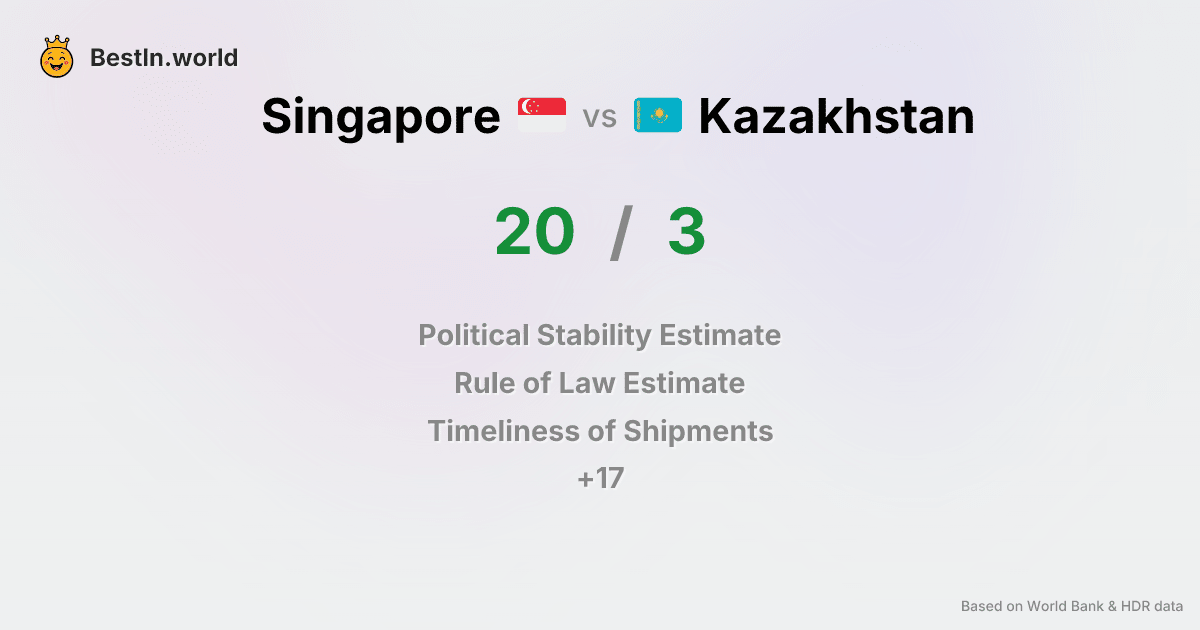 BestIn.world
Singapore vs Kazakhstan
20 / 3
Political Stability Estimate
Rule of Law Estimate
Timeliness of Shipments
+17
Based on World Bank & HDR data